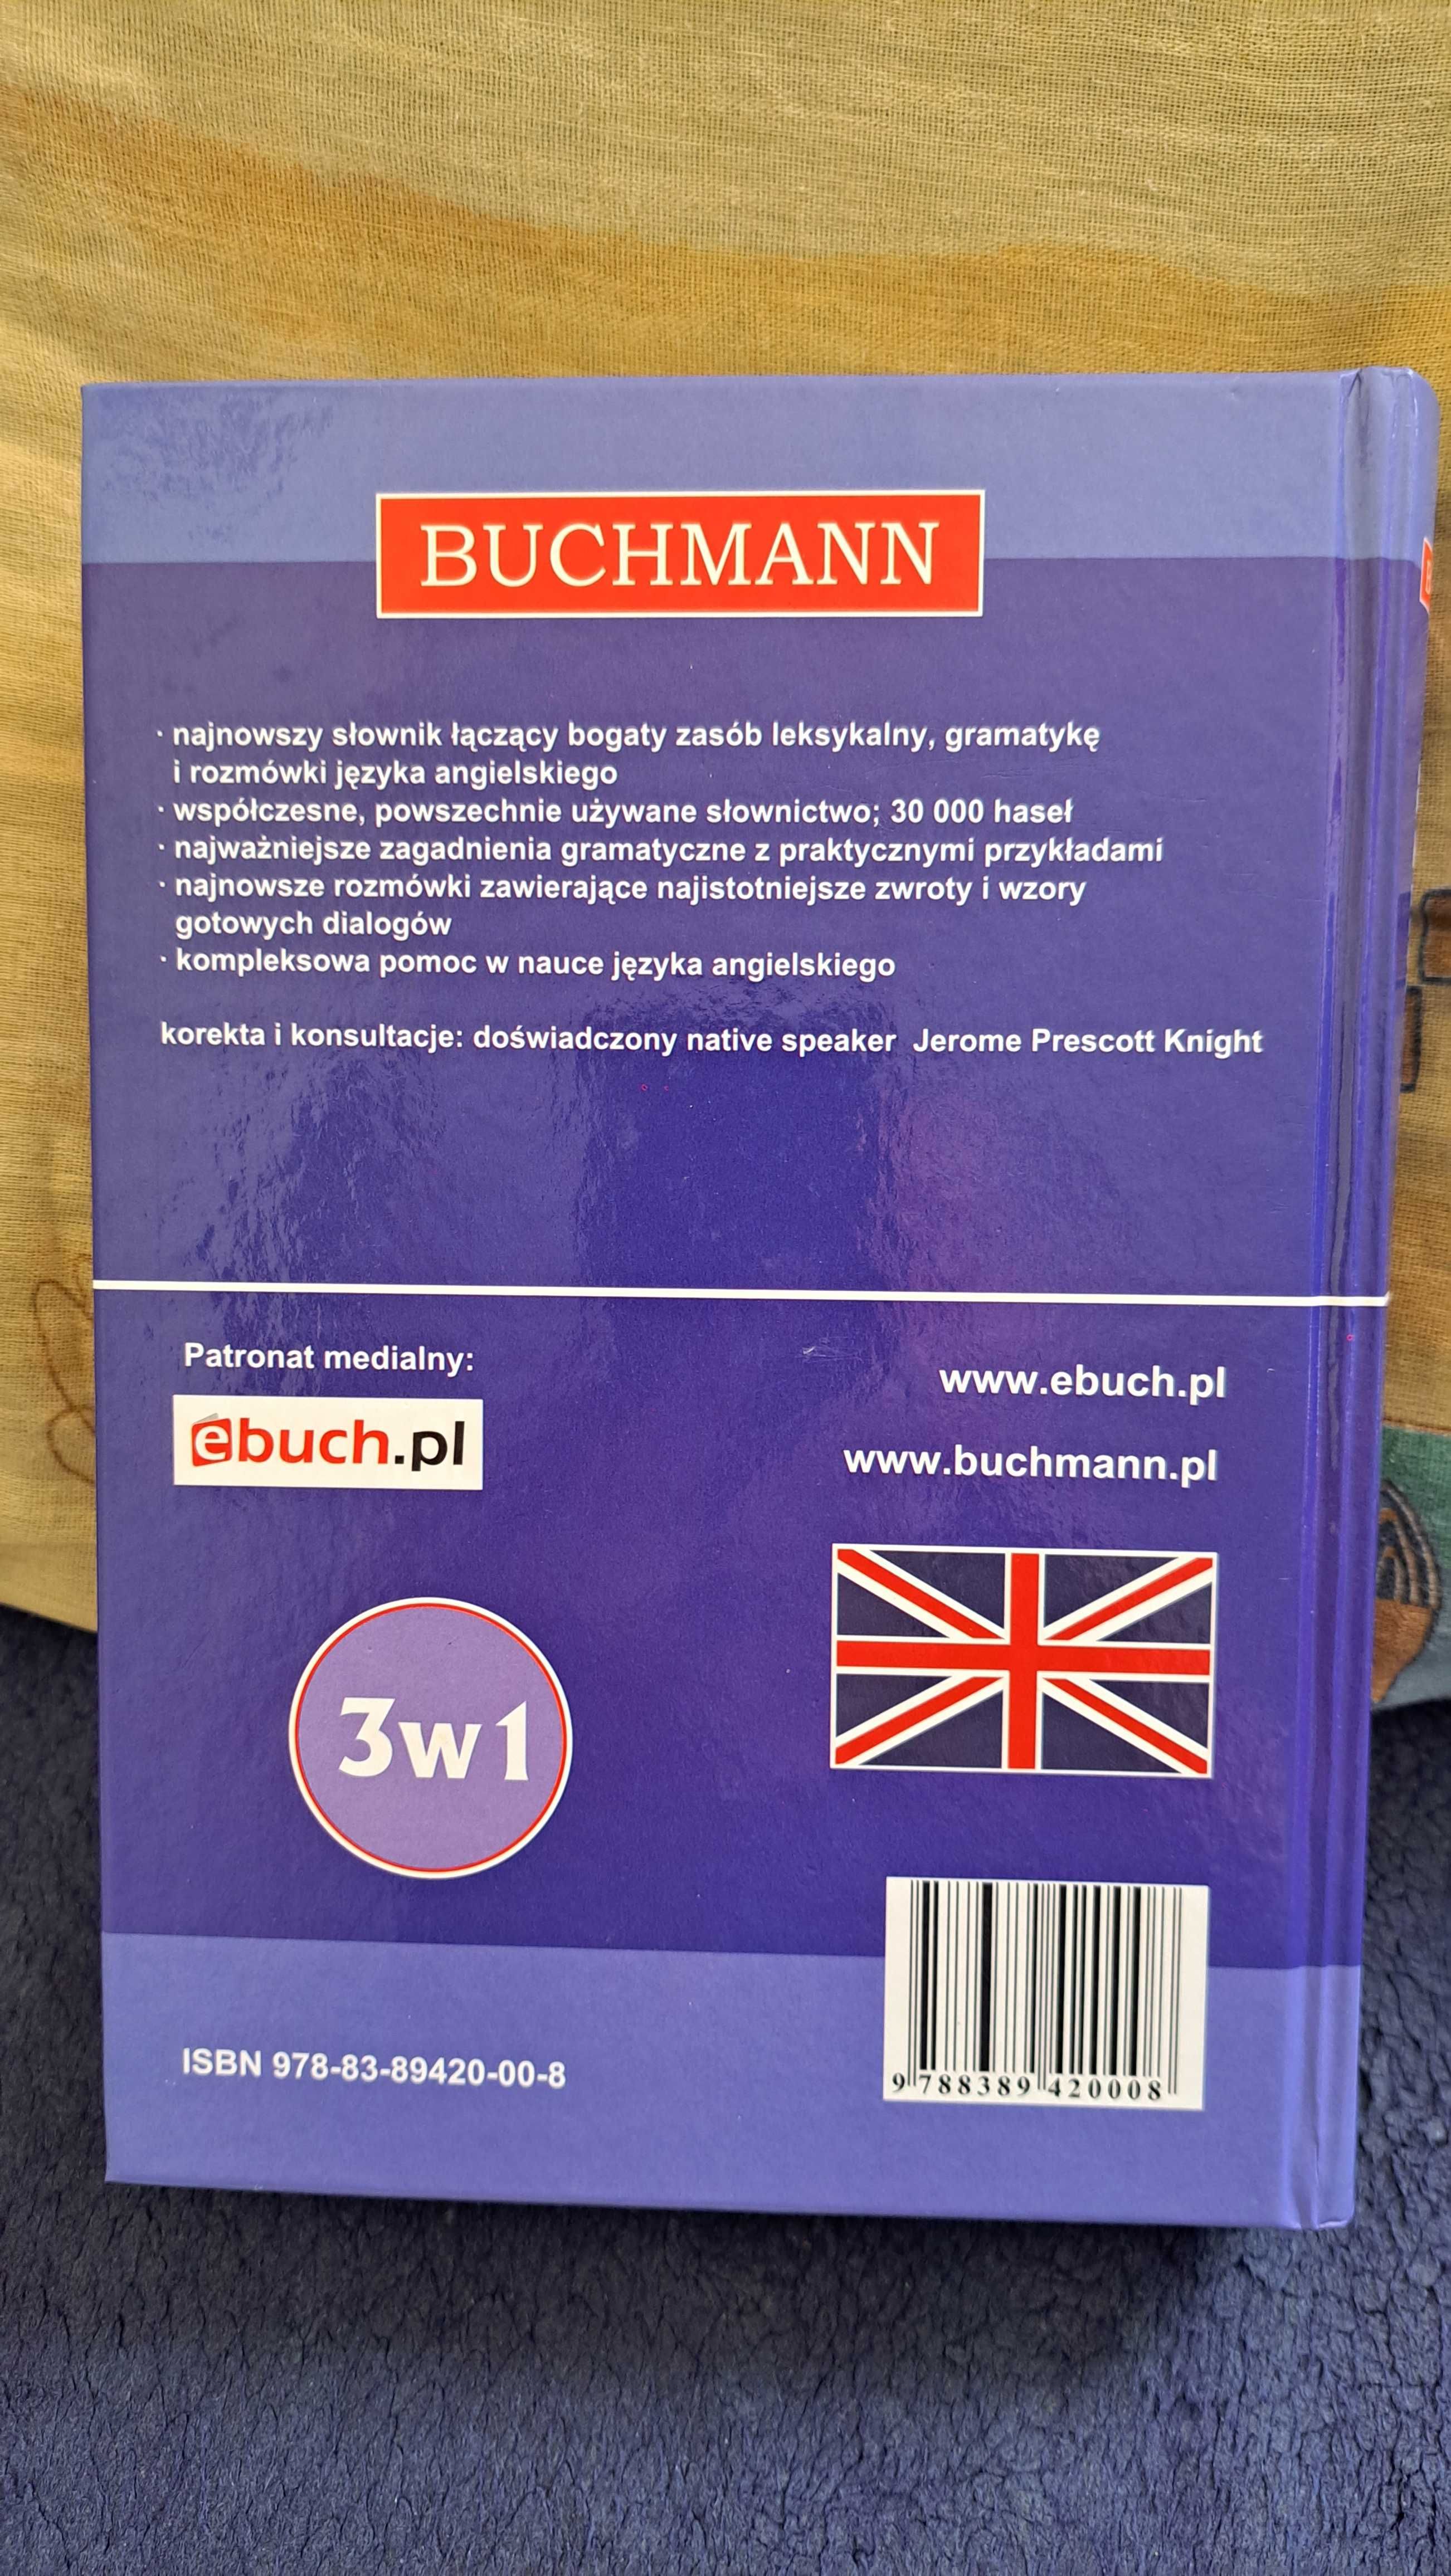 BUCHMANN
· najnowszy słownik łączący bogaty zasób leksykalny, gramatykę
i rozmówki języka angielskiego
· współczesne, powszechnie używane słownictwo; 30 000 haseł
· najważniejsze zagadnienia gramatyczne z praktycznymi przykładami
· najnowsze rozmówki zawierające najistotniejsze zwroty i wzory
gotowych dialogów
· kompleksowa pomoc w nauce języka angielskiego
korekta i konsultacje: doświadczony native speaker Jerome Prescott Knight
Patronat medialny:
ebuch.pl
www.ebuch.pl
www.buchmann.pl
3w1
ISBN 978-83-89420-00-8
9 788389 420008